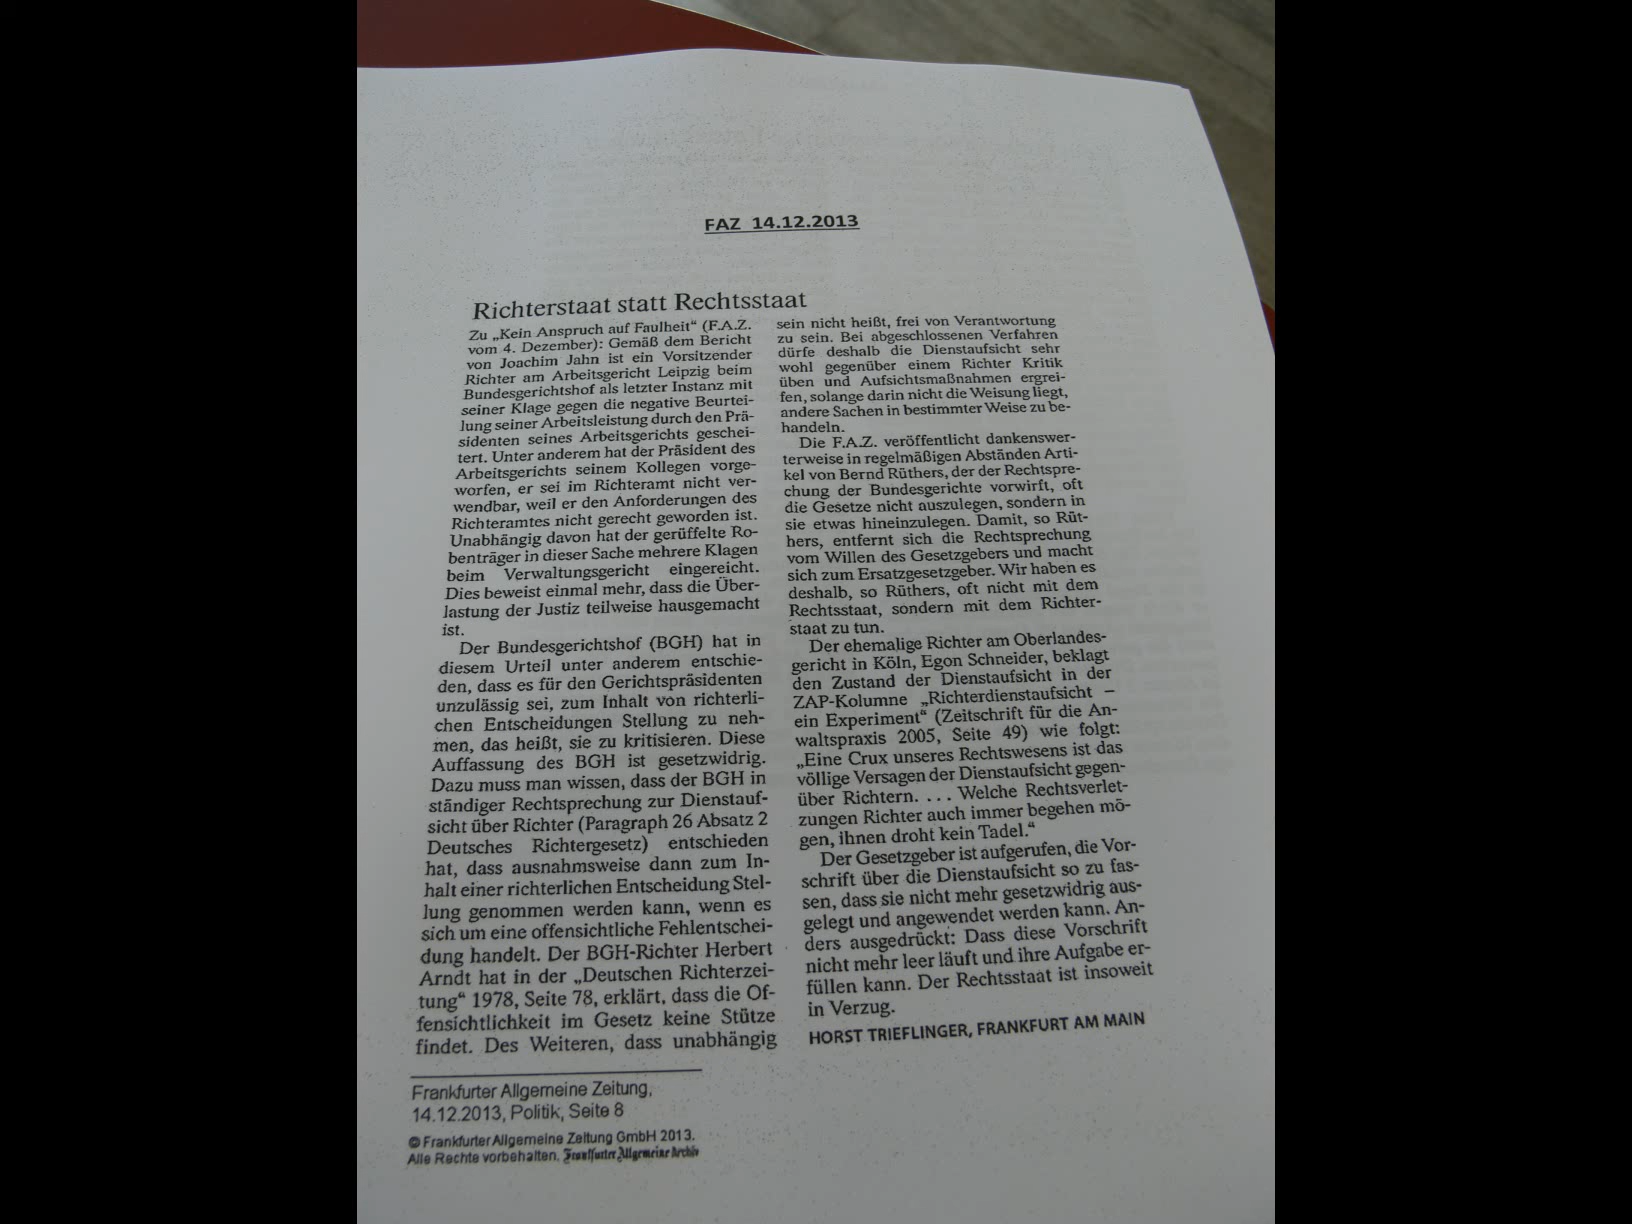 FAZ 14.12.2013
Richterstaat statt Rechtsstaat
Zu „Kein Anspruch auf Faulheit“ (F.A.Z.
vom 4. Dezember): Gemäß dem Bericht
von Joachim Jahn ist ein Vorsitzender
Richter am Arbeitsgericht Leipzig beim
Bundesgerichtshof als letzter Instanz mit
seiner Klage gegen die negative Beurtei-
lung seiner Arbeitsleistung durch den Prä-
sidenten seines Arbeitsgerichts geschei-
tert. Unter anderem hat der Präsident des
Arbeitsgerichts seinem Kollegen vorge-
worfen, er sei im Richteramt nicht ver-
wendbar, weil er den Anforderungen des
Richteramtes nicht gerecht geworden ist.
Unabhängig davon hat der gerüffelte Ro-
benträger in dieser Sache mehrere Klagen
beim Verwaltungsgericht eingereicht.
Dies beweist einmal mehr, dass die Über-
lastung der Justiz teilweise hausgemacht
ist.
Der Bundesgerichtshof (BGH) hat in
diesem Urteil unter anderem entschie-
den, dass es für den Gerichtspräsidenten
unzulässig sei, zum Inhalt von richterli-
chen Entscheidungen Stellung zu neh-
men, das heißt, sie zu kritisieren. Diese
Auffassung des BGH ist gesetzwidrig.
Dazu muss man wissen, dass der BGH in
ständiger Rechtsprechung zur Dienstauf-
sicht über Richter (Paragraph 26 Absatz 2
Deutsches Richtergesetz) entschieden
hat, dass ausnahmsweise dann zum In-
halt einer richterlichen Entscheidung Stel-
lung genommen werden kann, wenn es
sich um eine offensichtliche Fehlentschei-
dung handelt. Der BGH-Richter Herbert
Arndt hat in der „Deutschen Richterzei-
tung“ 1978, Seite 78, erklärt, dass die Of-
fensichtlichkeit im Gesetz keine Stütze
findet. Des Weiteren, dass unabhängig
sein nicht heißt, frei von Verantwortung
zu sein. Bei abgeschlossenen Verfahren
dürfe deshalb die Dienstaufsicht sehr
wohl gegenüber einem Richter Kritik
üben und Aufsichtsmaßnahmen ergrei-
fen, solange darin nicht die Weisung liegt,
andere Sachen in bestimmter Weise zu be-
handeln.
Die F.A.Z. veröffentlicht dankenswer-
terweise in regelmäßigen Abständen Arti-
kel von Bernd Rüthers, der der Rechtspre-
chung der Bundesgerichte vorwirft, oft
die Gesetze nicht auszulegen, sondern in
sie etwas hineinzulegen. Damit, so Rüt-
hers, entfernt sich die Rechtsprechung
vom Willen des Gesetzgebers und macht
sich zum Ersatzgesetzgeber. Wir haben es
deshalb, so Rüthers, oft nicht mit dem
Rechtsstaat, sondern mit dem Richter-
staat zu tun.
Der ehemalige Richter am Oberlandes-
gericht in Köln, Egon Schneider, beklagt
den Zustand der Dienstaufsicht in der
ZAP-Kolumne „Richterdienstaufsicht –
ein Experiment“ (Zeitschrift für die An-
waltspraxis 2005, Seite 49) wie folgt:
„Eine Crux unseres Rechtswesens ist das
völlige Versagen der Dienstaufsicht gegen-
über Richtern. . . . Welche Rechtsverlet-
zungen Richter auch immer begehen mö-
gen, ihnen droht kein Tadel.“
Der Gesetzgeber ist aufgerufen, die Vor-
schrift über die Dienstaufsicht so zu fas-
sen, dass sie nicht mehr gesetzwidrig aus-
gelegt und angewendet werden kann. An-
ders ausgedrückt: Dass diese Vorschrift
nicht mehr leer läuft und ihre Aufgabe er-
füllen kann. Der Rechtsstaat ist insoweit
in Verzug.
HORST TRIEFLINGER, FRANKFURT AM MAIN
Frankfurter Allgemeine Zeitung,
14.12.2013, Politik, Seite 8
© Frankfurter Allgemeine Zeitung GmbH 2013.
Alle Rechte vorbehalten. Frankfurter Allgemeine Archiv